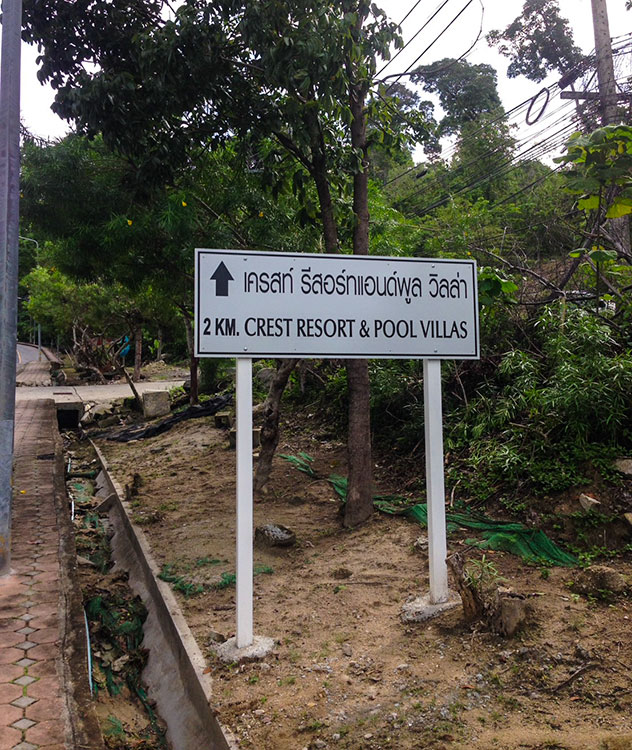 เครสท์ รีสอร์ทแอนด์พูล วิลล่า
2 KM. CREST RESORT & POOL VILLAS